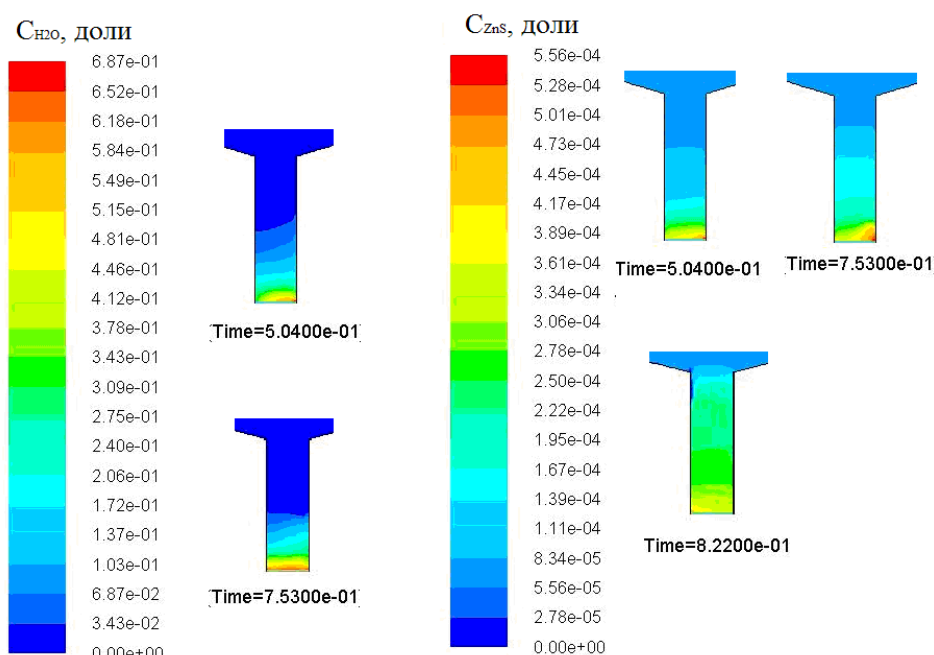 CH2O, доли
6.87e-01
6.52e-01
6.18e-01
5.84e-01
5.49e-01
5.15e-01
4.81e-01
4.46e-01
4.12e-01
3.78e-01
3.43e-01
3.09e-01
2.75e-01
2.40e-01
2.06e-01
1.72e-01
1.37e-01
1.03e-01
6.87e-02
3.43e-02
0.00e+00
Time=5.0400e-01
Time=7.5300e-01
CZnS, доли
5.56e-04
5.28e-04
5.01e-04
4.73e-04
4.45e-04
4.17e-04
3.89e-04
3.61e-04
3.34e-04
3.06e-04
2.78e-04
2.50e-04
2.22e-04
1.95e-04
1.67e-04
1.39e-04
1.11e-04
8.34e-05
5.56e-05
2.78e-05
0.00e+00
Time=5.0400e-01
Time=7.5300e-01
Time=8.2200e-01